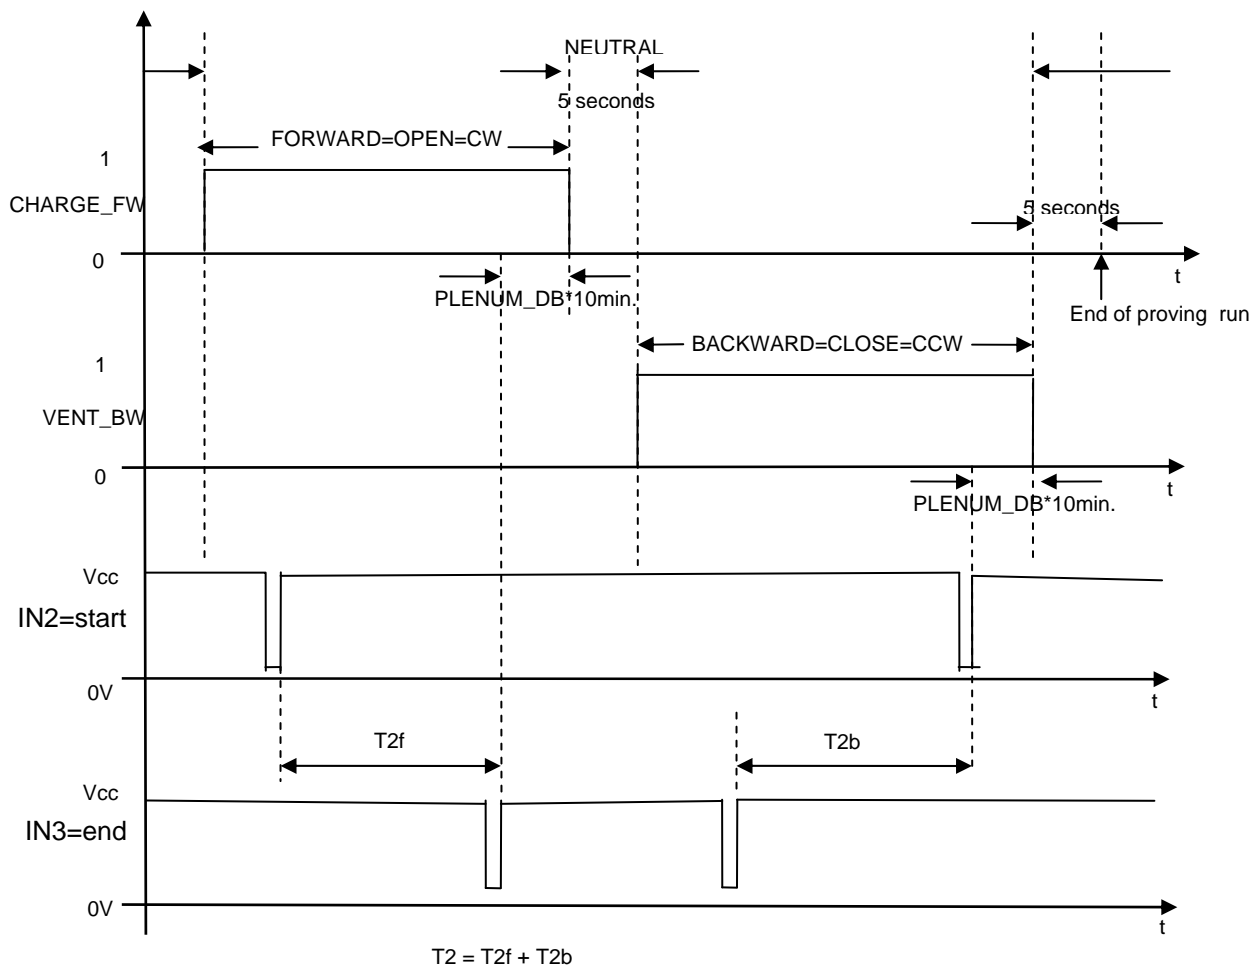 NEUTRAL
5 seconds
FORWARD=OPEN=CW
1
CHARGE_FW
5 seconds
0
t
PLENUM_DB*10min.
End of proving run
BACKWARD=CLOSE=CCW
1
VENT_BW
0
t
PLENUM_DB*10min.
Vcc
IN2=start
0V
t
T2f
T2b
Vcc
IN3=end
0V
t
T2 = T2f + T2b